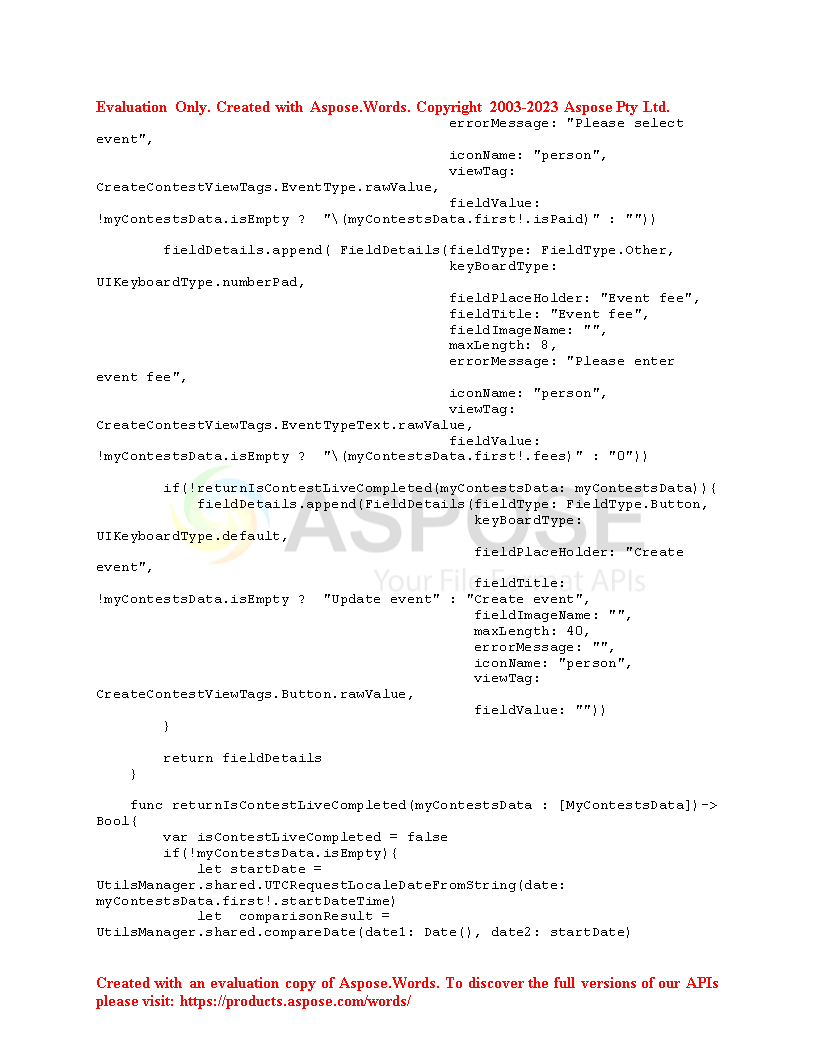 Evaluation Only. Created with Aspose.Words. Copyright 2003-2023 Aspose Pty Ltd.
errorMessage: "Please select
event",
iconName: "person",
viewTag:
CreateContestViewTags.EventType.rawValue,
fieldValue:
!myContestsData.isEmpty ?  "\(myContestsData.first!.isPaid)" : ""))
fieldDetails.append( FieldDetails(fieldType: FieldType.Other,
keyBoardType:
UIKeyboardType.numberPad,
fieldPlaceHolder: "Event fee",
fieldTitle: "Event fee",
fieldImageName: "",
maxLength: 8,
errorMessage: "Please enter
event fee",
iconName: "person",
viewTag:
CreateContestViewTags.EventTypeText.rawValue,
fieldValue:
!myContestsData.isEmpty ?  "\(myContestsData.first!.fees)" : "0"))
if(!returnIsContestLiveCompleted(myContestsData: myContestsData)){
fieldDetails.append(FieldDetails(fieldType: FieldType.Button,
keyBoardType:
UIKeyboardType.default,
fieldPlaceHolder: "Create
event",
fieldTitle:
!myContestsData.isEmpty ?  "Update event" : "Create event",
fieldImageName: "",
maxLength: 40,
errorMessage: "",
iconName: "person",
viewTag:
CreateContestViewTags.Button.rawValue,
fieldValue: ""))
}
return fieldDetails
}
func returnIsContestLiveCompleted(myContestsData : [MyContestsData])->
Bool{
var isContestLiveCompleted = false
if(!myContestsData.isEmpty){
let startDate =
UtilsManager.shared.UTCRequestLocaleDateFromString(date:
myContestsData.first!.startDateTime)
let  comparisonResult =
UtilsManager.shared.compareDate(date1: Date(), date2: startDate)
ASPOSE
Your File Format APIs
Created with an evaluation copy of Aspose.Words. To discover the full versions of our APIs
please visit: https://products.aspose.com/words/